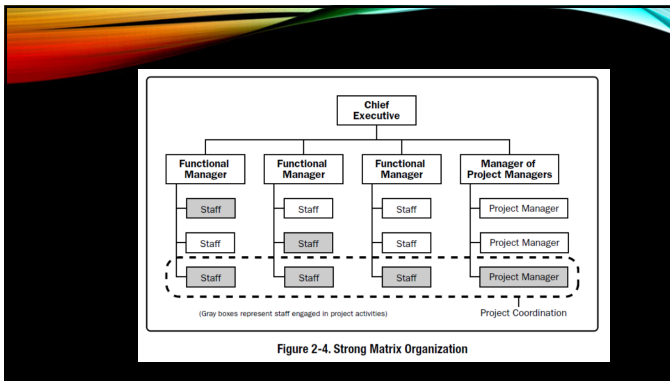 Chief
Executive
Functional
Manager
Functional
Manager
Functional
Manager
Manager of
Project Managers
Staff
Staff
Staff
Project Manager
Staff
Staff
Staff
Project Manager
Staff
Staff
Staff
Project Manager
(Gray boxes represent staff engaged in project activities)
Project Coordination
Figure 2-4. Strong Matrix Organization